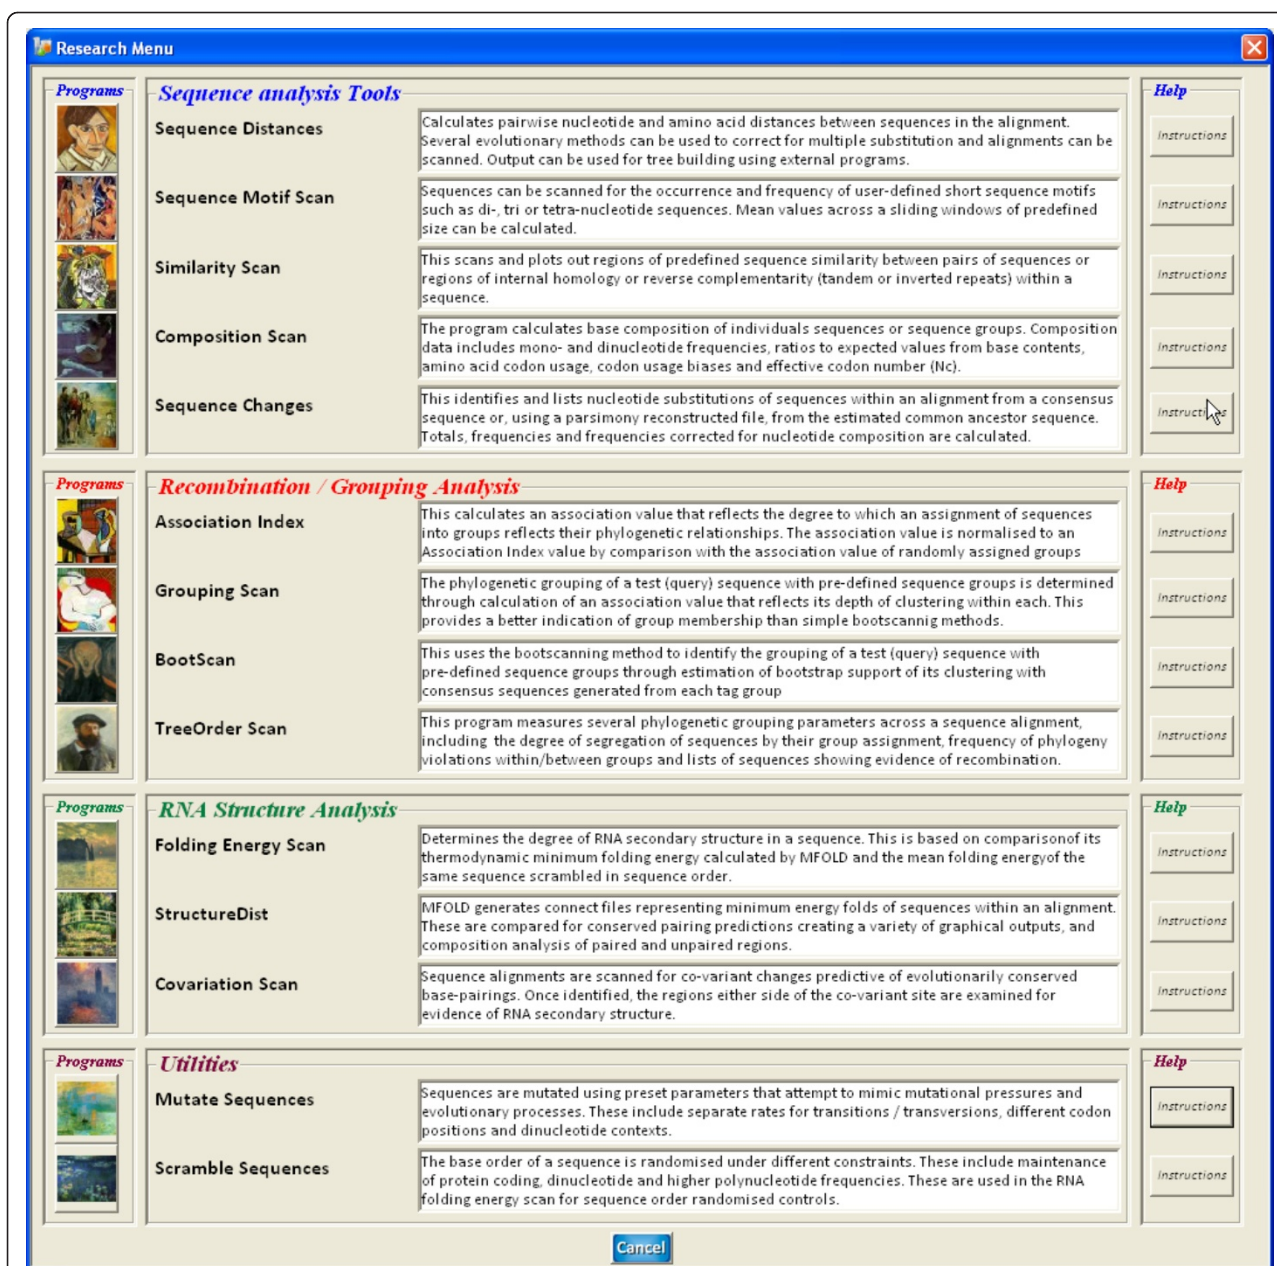 Research Menu
Programs
Sequence analysis Tools
Help
Sequence Distances
Calculates pairwise nucleotide and amino acid distances between sequences in the alignment.
Several evolutionary methods can be used to correct for multiple substitution and alignments can be
scanned. Output can be used for tree building using external programs.
Instructions
Sequence Motif Scan
Sequences can be scanned for the occurrence and frequency of user-defined short sequence motifs
such as di-, tri or tetra-nucleotide sequences. Mean values across a sliding windows of predefined
size can be calculated.
Instructions
Similarity Scan
This scans and plots out regions of predefined sequence similarity between pairs of sequences or
regions of internal homology or reverse complementarity (tandem or inverted repeats) within a
sequence.
Instructions
Composition Scan
The program calculates base composition of individuals sequences or sequence groups. Composition
data includes mono- and dinucleotide frequencies, ratios to expected values from base contents,
amino acid codon usage, codon usage biases and effective codon number (Nc).
Instructions
Sequence Changes
This identifies and lists nucleotide substitutions of sequences within an alignment from a consensus
sequence or, using a parsimony reconstructed file, from the estimated common ancestor sequence.
Totals, frequencies and frequencies corrected for nucleotide composition are calculated.
Instructions
Programs
Recombination / Grouping Analysis
Help
Association Index
This calculates an association value that reflects the degree to which an assignment of sequences
into groups reflects their phylogenetic relationships. The association value is normalised to an
Association Index value by comparison with the association value of randomly assigned groups
Instructions
Grouping Scan
The phylogenetic grouping of a test (query) sequence with pre-defined sequence groups is determined
through calculation of an association value that reflects its depth of clustering within each. This
provides a better indication of group membership than simple bootscannig methods.
Instructions
BootScan
This uses the bootscanning method to identify the grouping of a test (query) sequence with
pre-defined sequence groups through estimation of bootstrap support of its clustering with
consensus sequences generated from each tag group
Instructions
TreeOrder Scan
This program measures several phylogenetic grouping parameters across a sequence alignment,
including the degree of segregation of sequences by their group assignment, frequency of phylogeny
violations within/between groups and lists of sequences showing evidence of recombination.
Instructions
Programs
RNA Structure Analysis
Help
Folding Energy Scan
Determines the degree of RNA secondary structure in a sequence. This is based on comparisonof its
thermodynamic minimum folding energy calculated by MFOLD and the mean folding energyof the
same sequence scrambled in sequence order.
Instructions
StructureDist
MFOLD generates connect files representing minimum energy folds of sequences within an alignment.
These are compared for conserved pairing predictions creating a variety of graphical outputs, and
composition analysis of paired and unpaired regions.
Instructions
Covariation Scan
Sequence alignments are scanned for co-variant changes predictive of evolutionarily conserved
base-pairings. Once identified, the regions either side of the co-variant site are examined for
evidence of RNA secondary structure.
Instructions
Programs
Utilities
Help
Mutate Sequences
Sequences are mutated using preset parameters that attempt to mimic mutational pressures and
evolutionary processes. These include separate rates for transitions / transversions, different codon
positions and dinucleotide contexts.
Instructions
Scramble Sequences
The base order of a sequence is randomised under different constraints. These include maintenance
of protein coding, dinucleotide and higher polynucleotide frequencies. These are used in the RNA
folding energy scan for sequence order randomised controls.
Instructions
Cancel